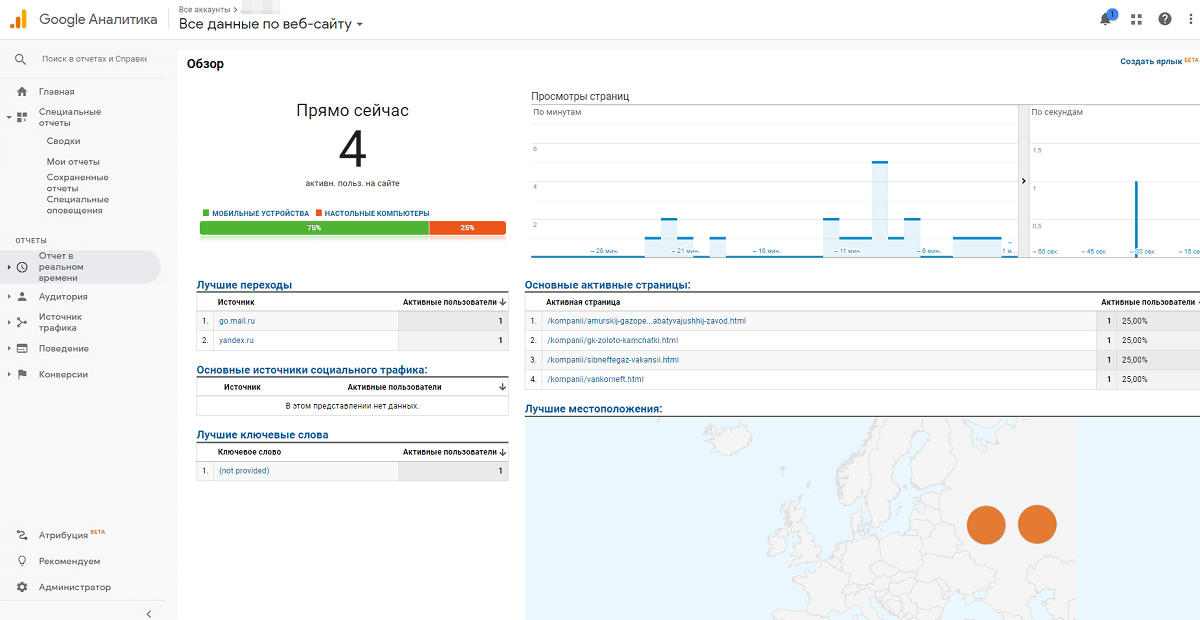 Google Аналитика
Все аккаунты >
Все данные по веб-сайту
1
Поиск в отчетах и Справке
Главная
Специальные
отчеты
Сводки
Мои отчеты
Сохраненные
отчеты
Специальные
оповещения
ОТЧЕТЫ
Отчет в
реальном
времени
Аудитория
Источник
трафика
Поведение
Конверсии
Атрибуция БЕТА
Рекомендуем
Администратор
Обзор
Создать ярлык БЕТА
Прямо сейчас
4
активн. польз. на сайте
МОБИЛЬНЫЕ УСТРОЙСТВА НАСТОЛЬНЫЕ КОМПЬЮТЕРЫ
75% 25%
Просмотры страниц
По минутам
6
4
2
– 26 мин. – 21 мин. – 16 мин. – 11 мин. – 6 мин. 1 м...
По секундам
1,5
1
0,5
– 60 сек. – 45 сек. – 30 сек. – 15 се
Лучшие переходы
Источник Активные пользователи
1. go.mail.ru 1
2. yandex.ru 1
Основные источники социального трафика:
Источник Активные пользователи
В этом представлении нет данных.
Лучшие ключевые слова
Ключевое слово Активные пользователи
1. (not provided) 1
Основные активные страницы:
Активная страница Активные пользователи
1. /kompanii/amurskij-gazope...abatyvajushhij-zavod.html 1 25,00%
2. /kompanii/gk-zoloto-kamchatki.html 1 25,00%
3. /kompanii/sibneftegaz-vakansii.html 1 25,00%
4. /kompanii/vankorneft.html 1 25,00%
Лучшие местоположения: